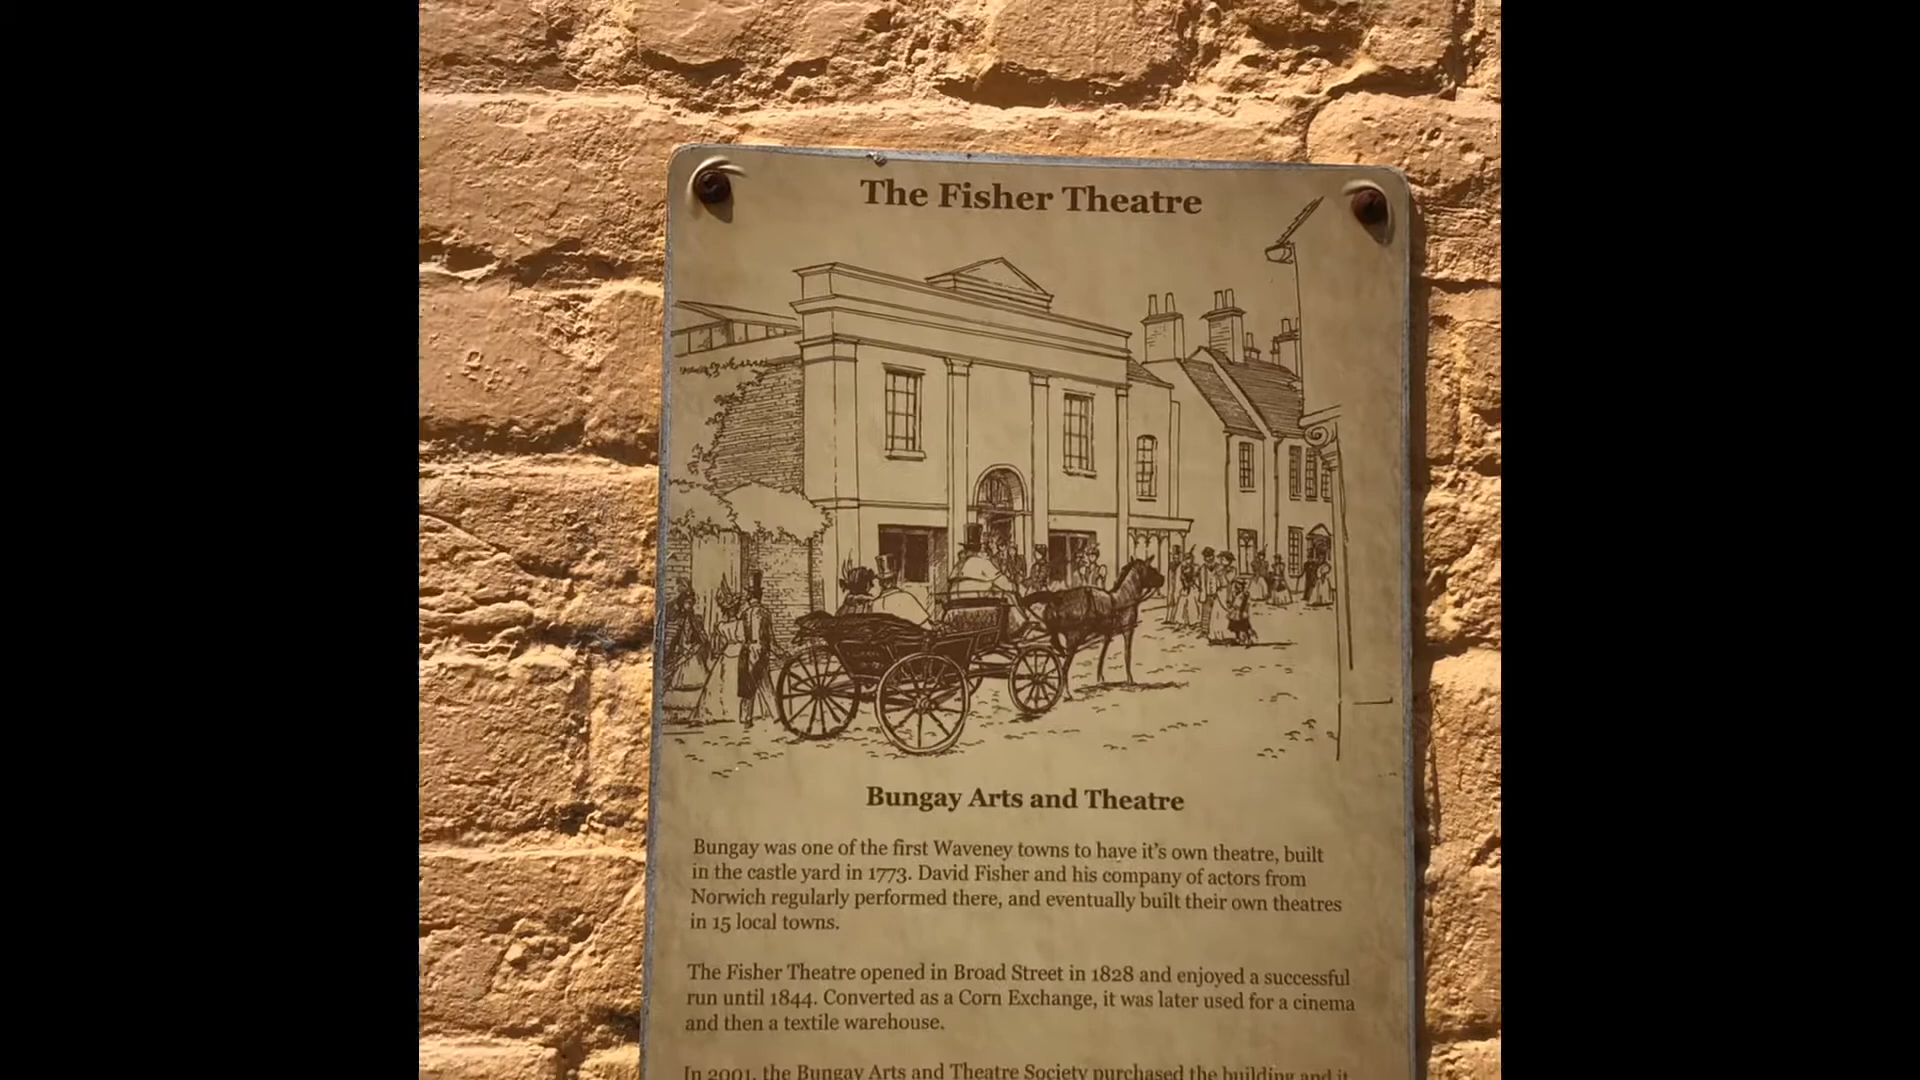 The Fisher Theatre
Bungay Arts and Theatre
Bungay was one of the first Waveney towns to have it's own theatre, built
in the castle yard in 1773. David Fisher and his company of actors from
Norwich regularly performed there, and eventually built their own theatres
in 15 local towns.
The Fisher Theatre opened in Broad Street in 1828 and enjoyed a successful
run until 1844. Converted as a Corn Exchange, it was later used for a cinema
and then a textile warehouse.
In 2001, the Bungay Arts and Theatre Society purchased the building and it